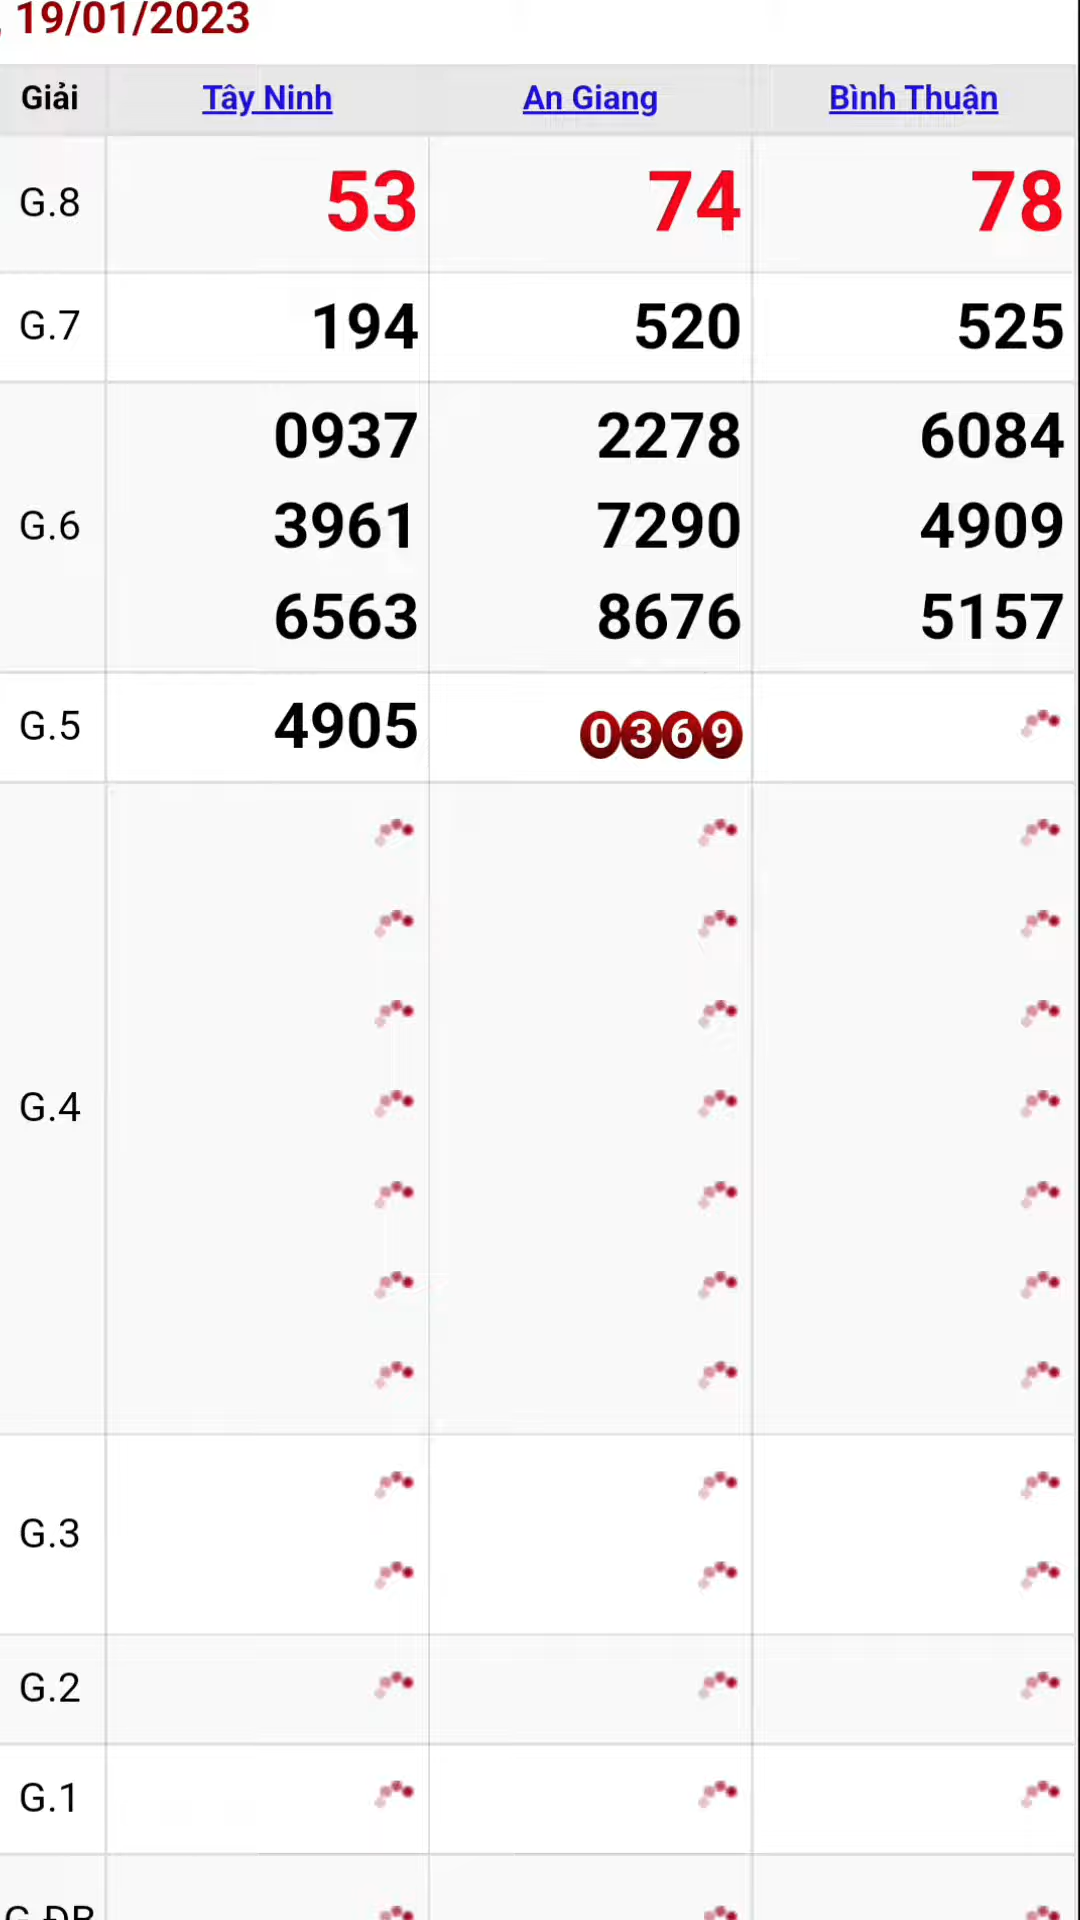 , 19/01/2023
Giải Tây Ninh An Giang Bình Thuận
G.8 53 74 78
G.7 194 520 525
0937 2278 6084
G.6 3961 7290 4909
6563 8676 5157
G.5 4905 0369
G.4
G.3
G.2
G.1
G.ĐB